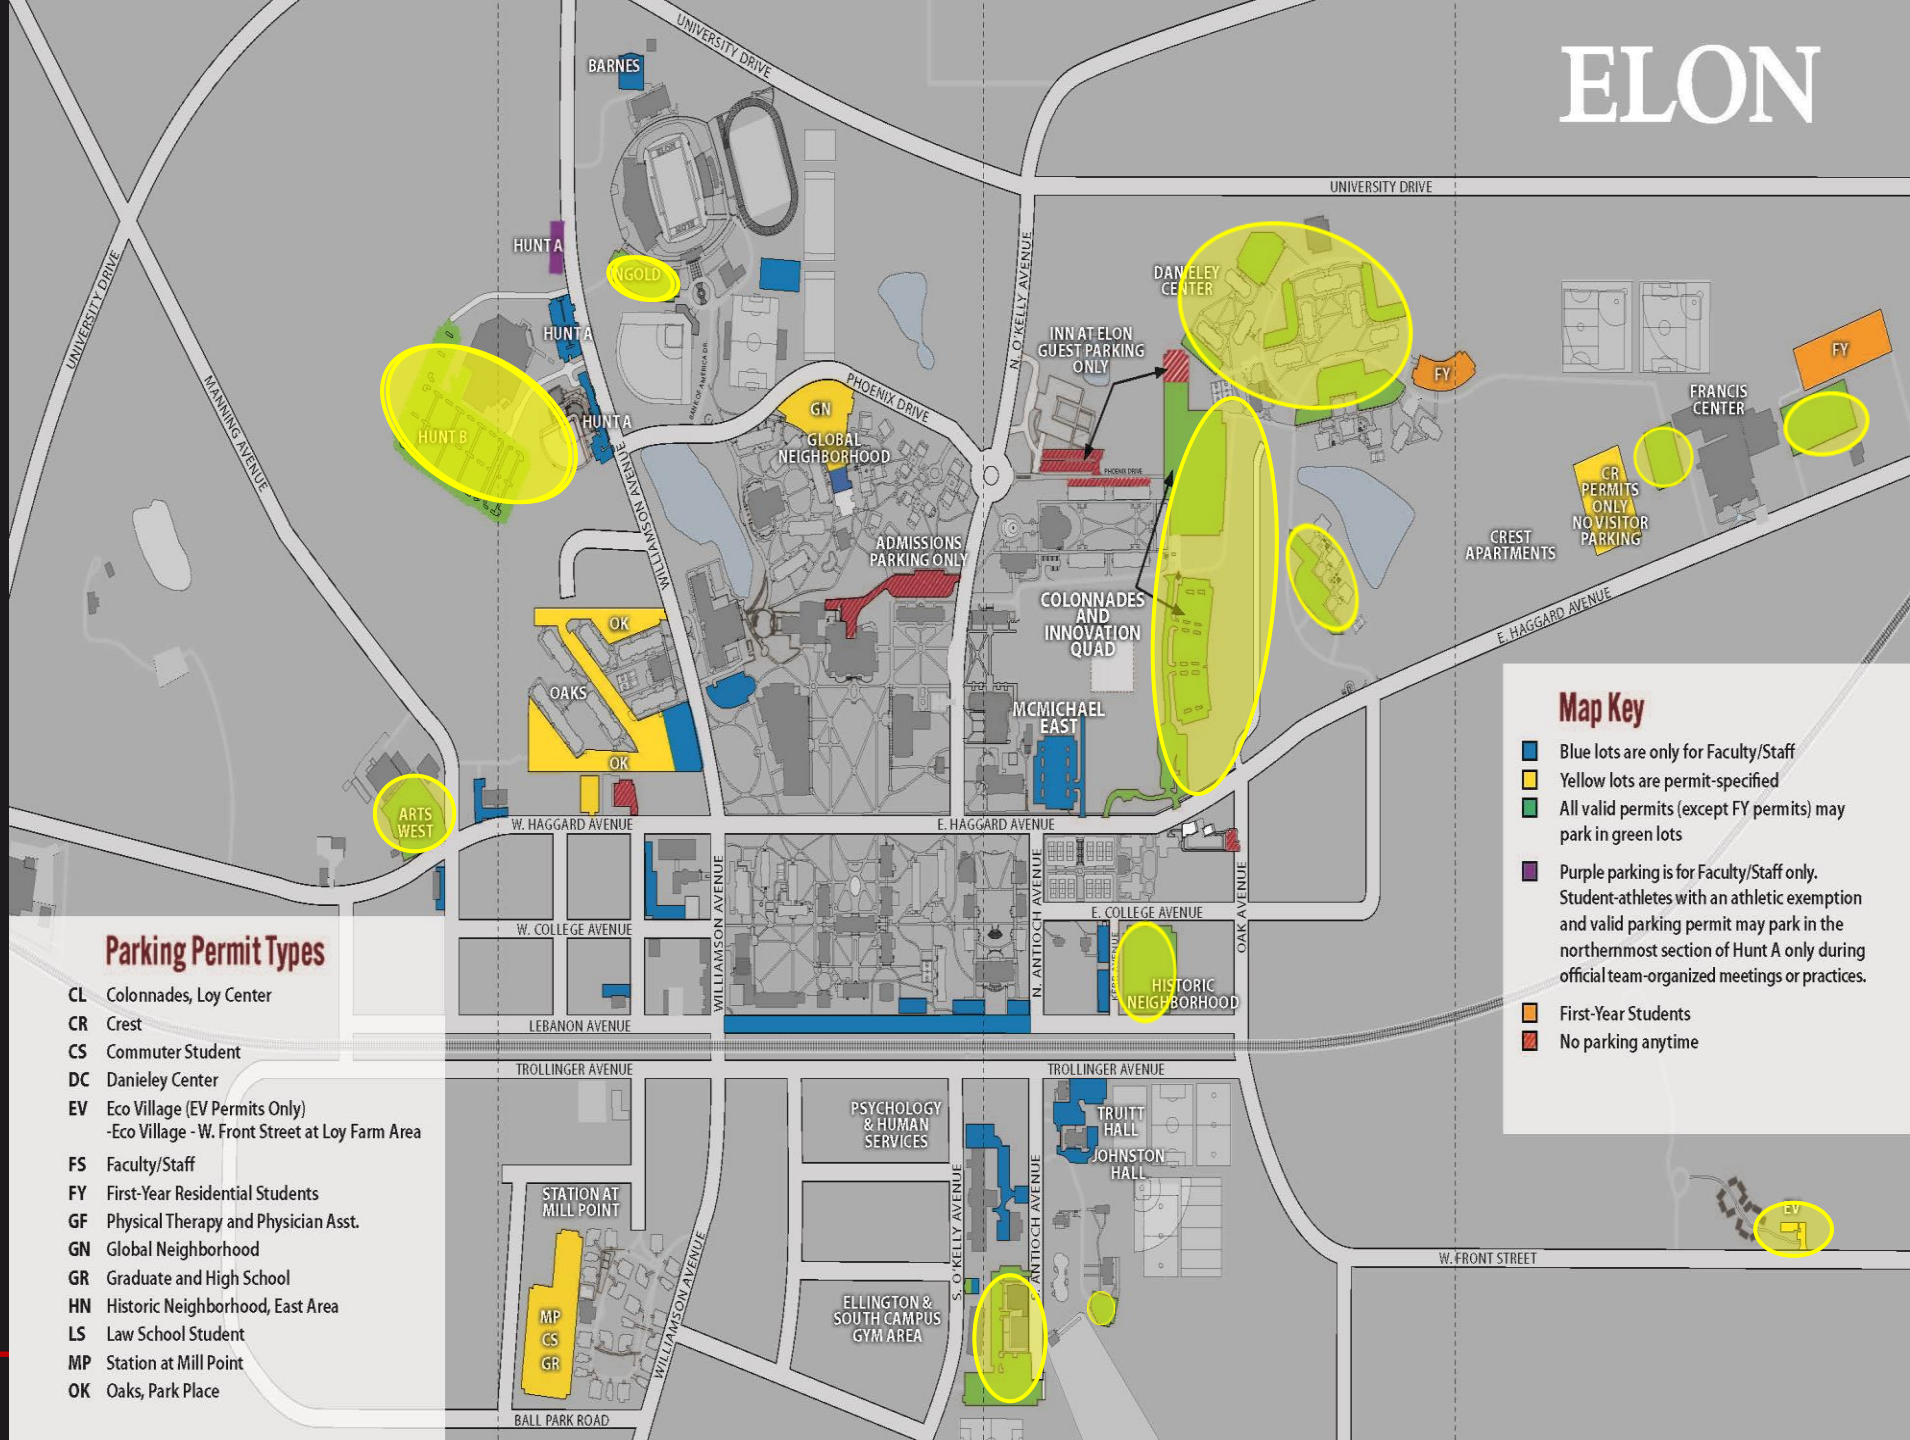 ELON
UNIVERSITY DRIVE
BARNES
ELON
UNIVERSITY DRIVE
HUNT A
NGOLD
N. O'KELLY AVENUE
DANIELEY
CENTER
UNIVERSITY DRIVE
HUNT A
INN AT ELON
GUEST PARKING
ONLY
FY
FY
MANNING AVENUE
BANK OF AMERICA DR.
PHOENIX DRIVE
GN
GLOBAL
NEIGHBORHOOD
HUNT A
HUNT B
FRANCIS
CENTER
PHOENIX DRIVE
CR
PERMITS
ONLY
NO VISITOR
PARKING
WILLIAMSON AVENUE
ADMISSIONS
PARKING ONLY
CREST
APARTMENTS
COLONNADES
AND
INNOVATION
QUAD
E. HAGGARD AVENUE
OK
OAKS
OK
MCMICHAEL
EAST
ARTS
WEST
W. HAGGARD AVENUE
E. HAGGARD AVENUE
WILLIAMSON AVENUE
N. ANTIOCH AVENUE
OAK AVENUE
E. COLLEGE AVENUE
W. COLLEGE AVENUE
HISTORIC
NEIGHBORHOOD
LEBANON AVENUE
TROLLINGER AVENUE
TROLLINGER AVENUE
PSYCHOLOGY
& HUMAN
SERVICES
TRUITT
HALL
JOHNSTON
HALL
STATION AT
MILL POINT
S. O'KELLY AVENUE
S. ANTIOCH AVENUE
EV
W. FRONT STREET
WILLIAMSON AVENUE
MP
CS
GR
ELLINGTON &
SOUTH CAMPUS
GYM AREA
BALL PARK ROAD
Map Key
Blue lots are only for Faculty/Staff
Yellow lots are permit-specified
All valid permits (except FY permits) may
park in green lots
Purple parking is for Faculty/Staff only.
Student-athletes with an athletic exemption
and valid parking permit may park in the
northernmost section of Hunt A only during
official team-organized meetings or practices.
First-Year Students
No parking anytime
Parking Permit Types
CL Colonnades, Loy Center
CR Crest
CS Commuter Student
DC Danieley Center
EV Eco Village (EV Permits Only)
-Eco Village - W. Front Street at Loy Farm Area
FS Faculty/Staff
FY First-Year Residential Students
GF Physical Therapy and Physician Asst.
GN Global Neighborhood
GR Graduate and High School
HN Historic Neighborhood, East Area
LS Law School Student
MP Station at Mill Point
OK Oaks, Park Place